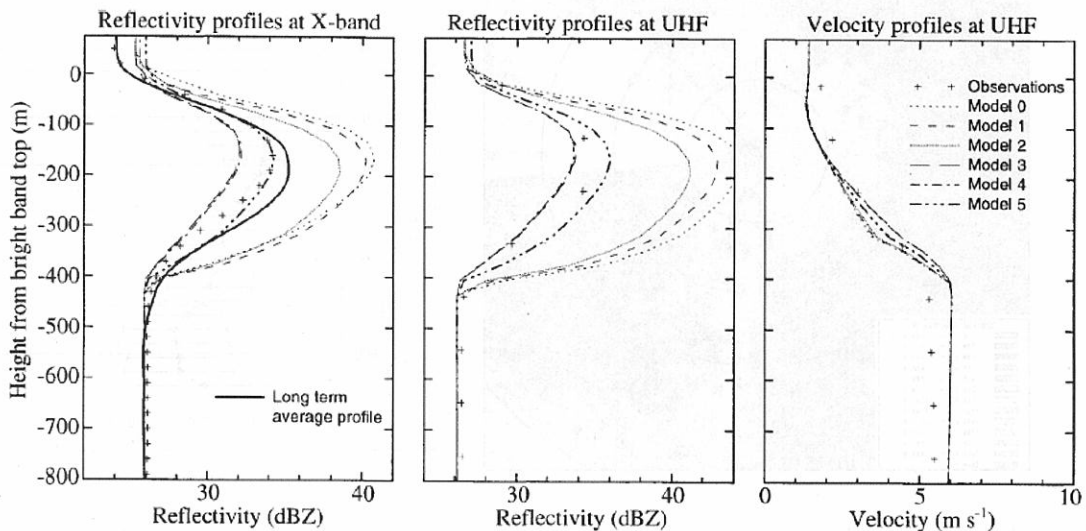 Reflectivity profiles at X-band
Reflectivity profiles at UHF
Velocity profiles at UHF
Height from bright band top (m)
0
-100
-200
-300
-400
-500
-600
-700
-800
Long term
average profile
30
40
Reflectivity (dBZ)
30
40
Reflectivity (dBZ)
Observations
Model 0
Model 1
Model 2
Model 3
Model 4
Model 5
0
5
10
Velocity (m s-1)